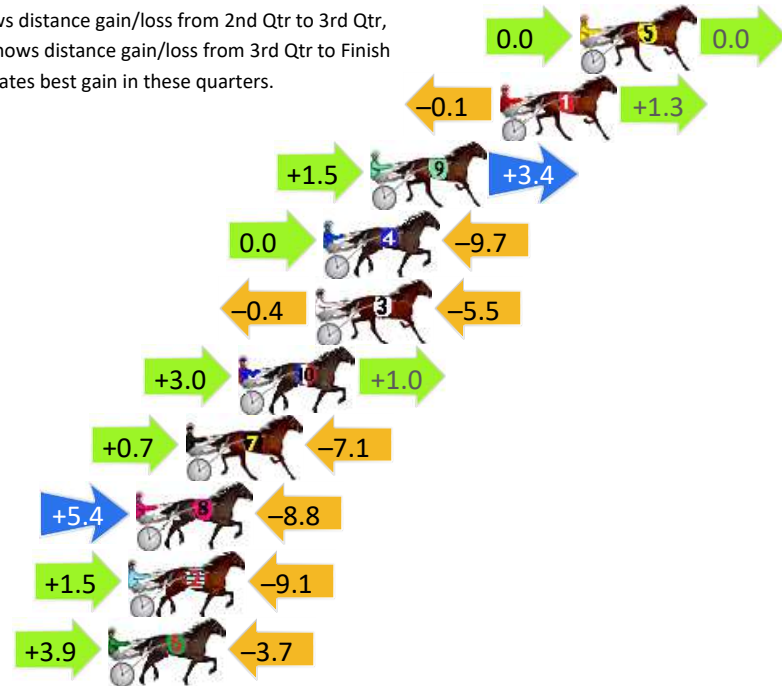 ws distance gain/loss from 2nd Qtr to 3rd Qtr,
hows distance gain/loss from 3rd Qtr to Finish
ates best gain in these quarters.
0.0 5 0.0
–0.1 1 +1.3
+1.5 9 +3.4
0.0 4 –9.7
–0.4 3 –5.5
+3.0 10 +1.0
+0.7 7 –7.1
+5.4 8 –8.8
+1.5 2 –9.1
+3.9 6 –3.7